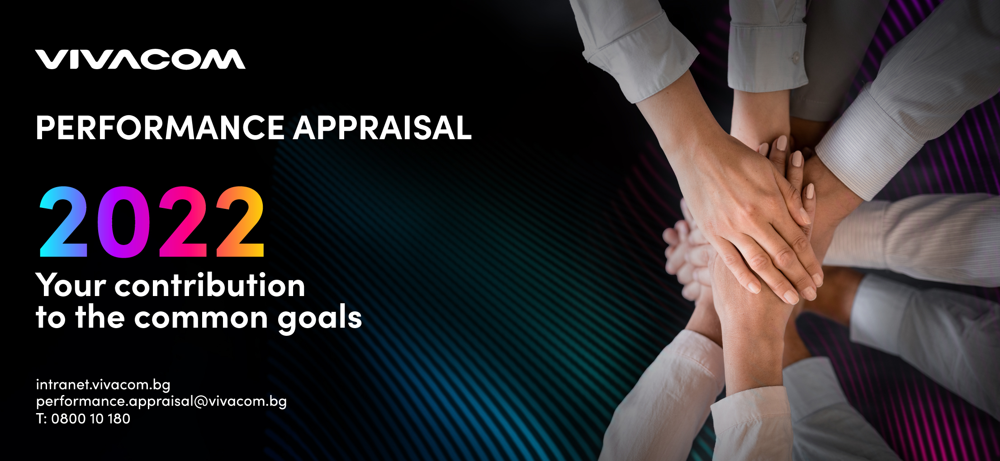 VIVACOM
PERFORMANCE APPRAISAL
2022
Your contribution
to the common goals
intranet.vivacom.bg
performance.appraisal@vivacom.bg
T: 0800 10 180